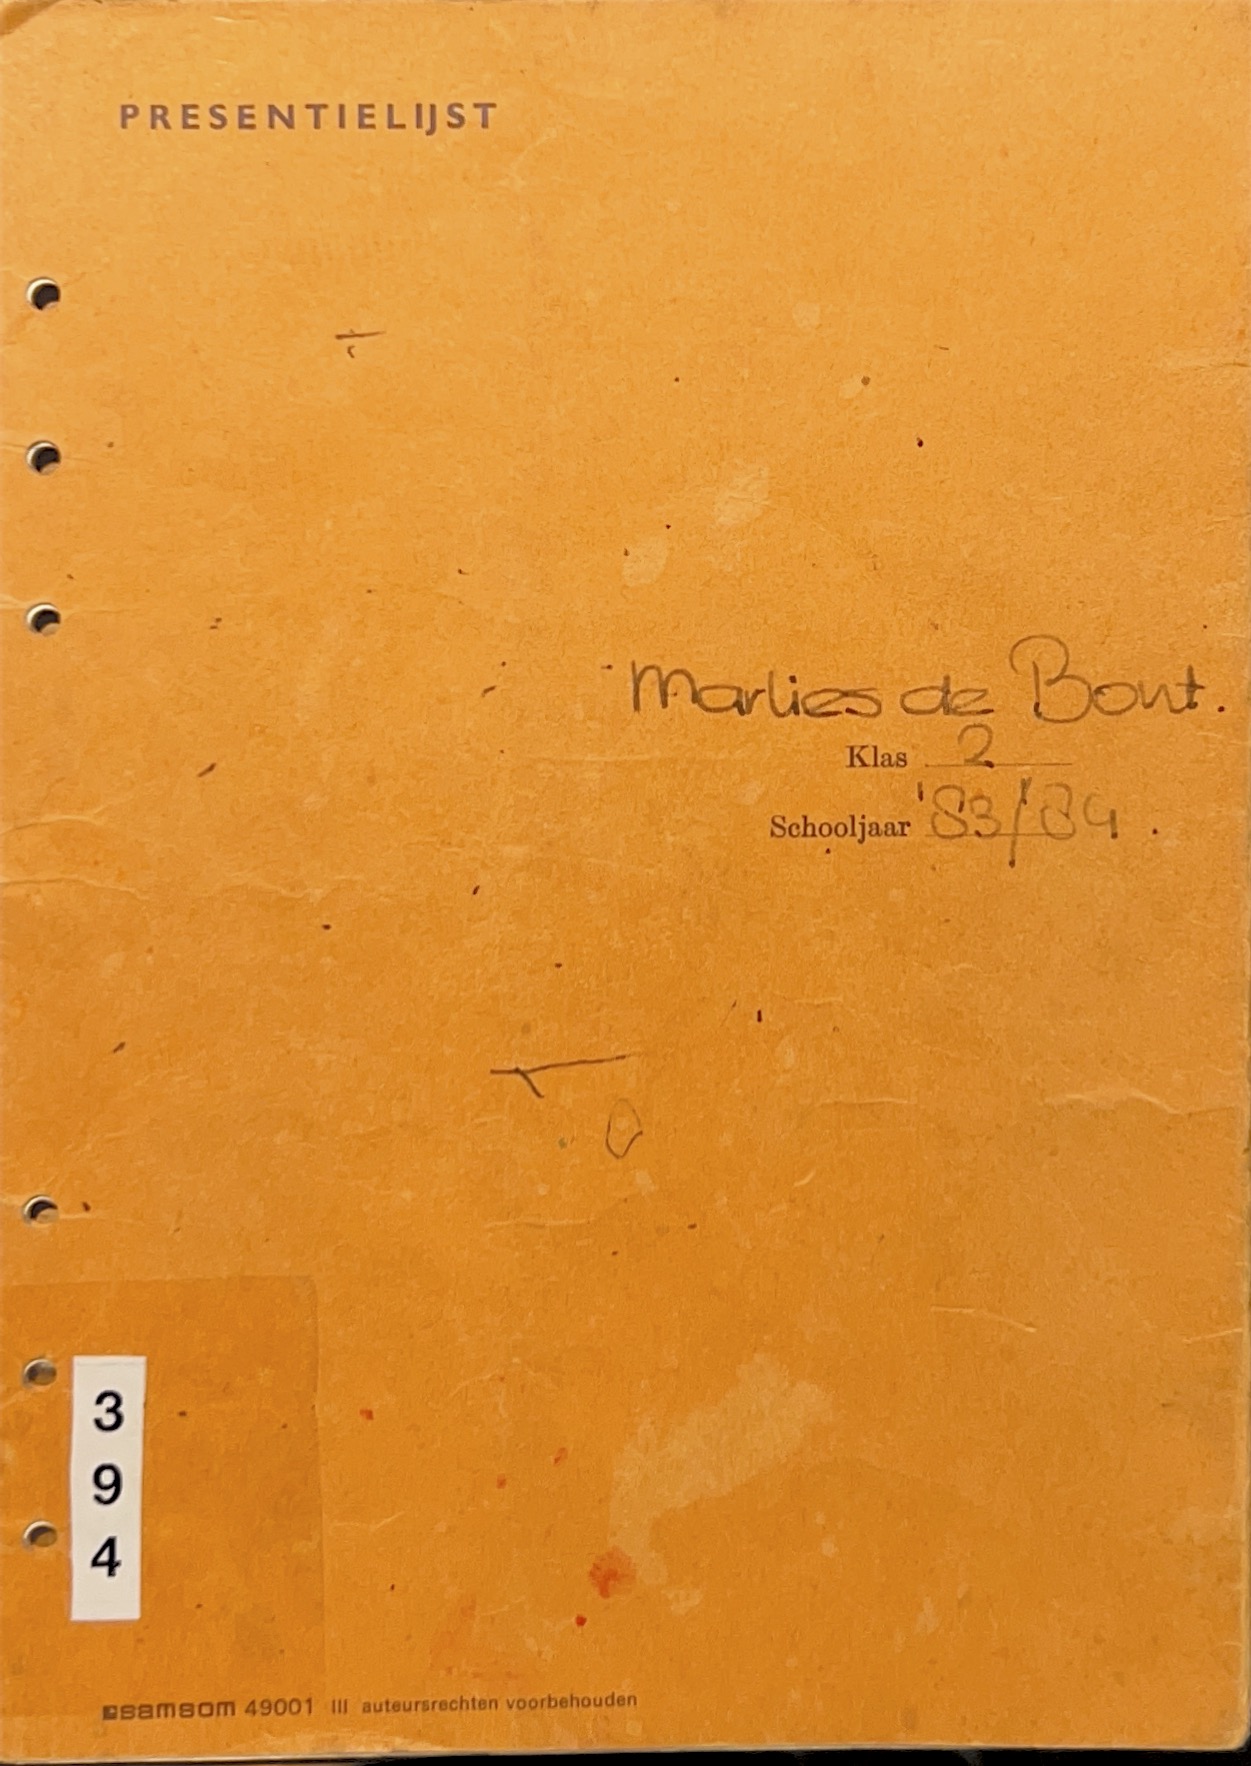 PRESENTIELIJST
Marlies de Bont.
Klas 2
Schooljaar '83/84.
3
9
4
samsom 49001 III auteursrechten voorbehouden